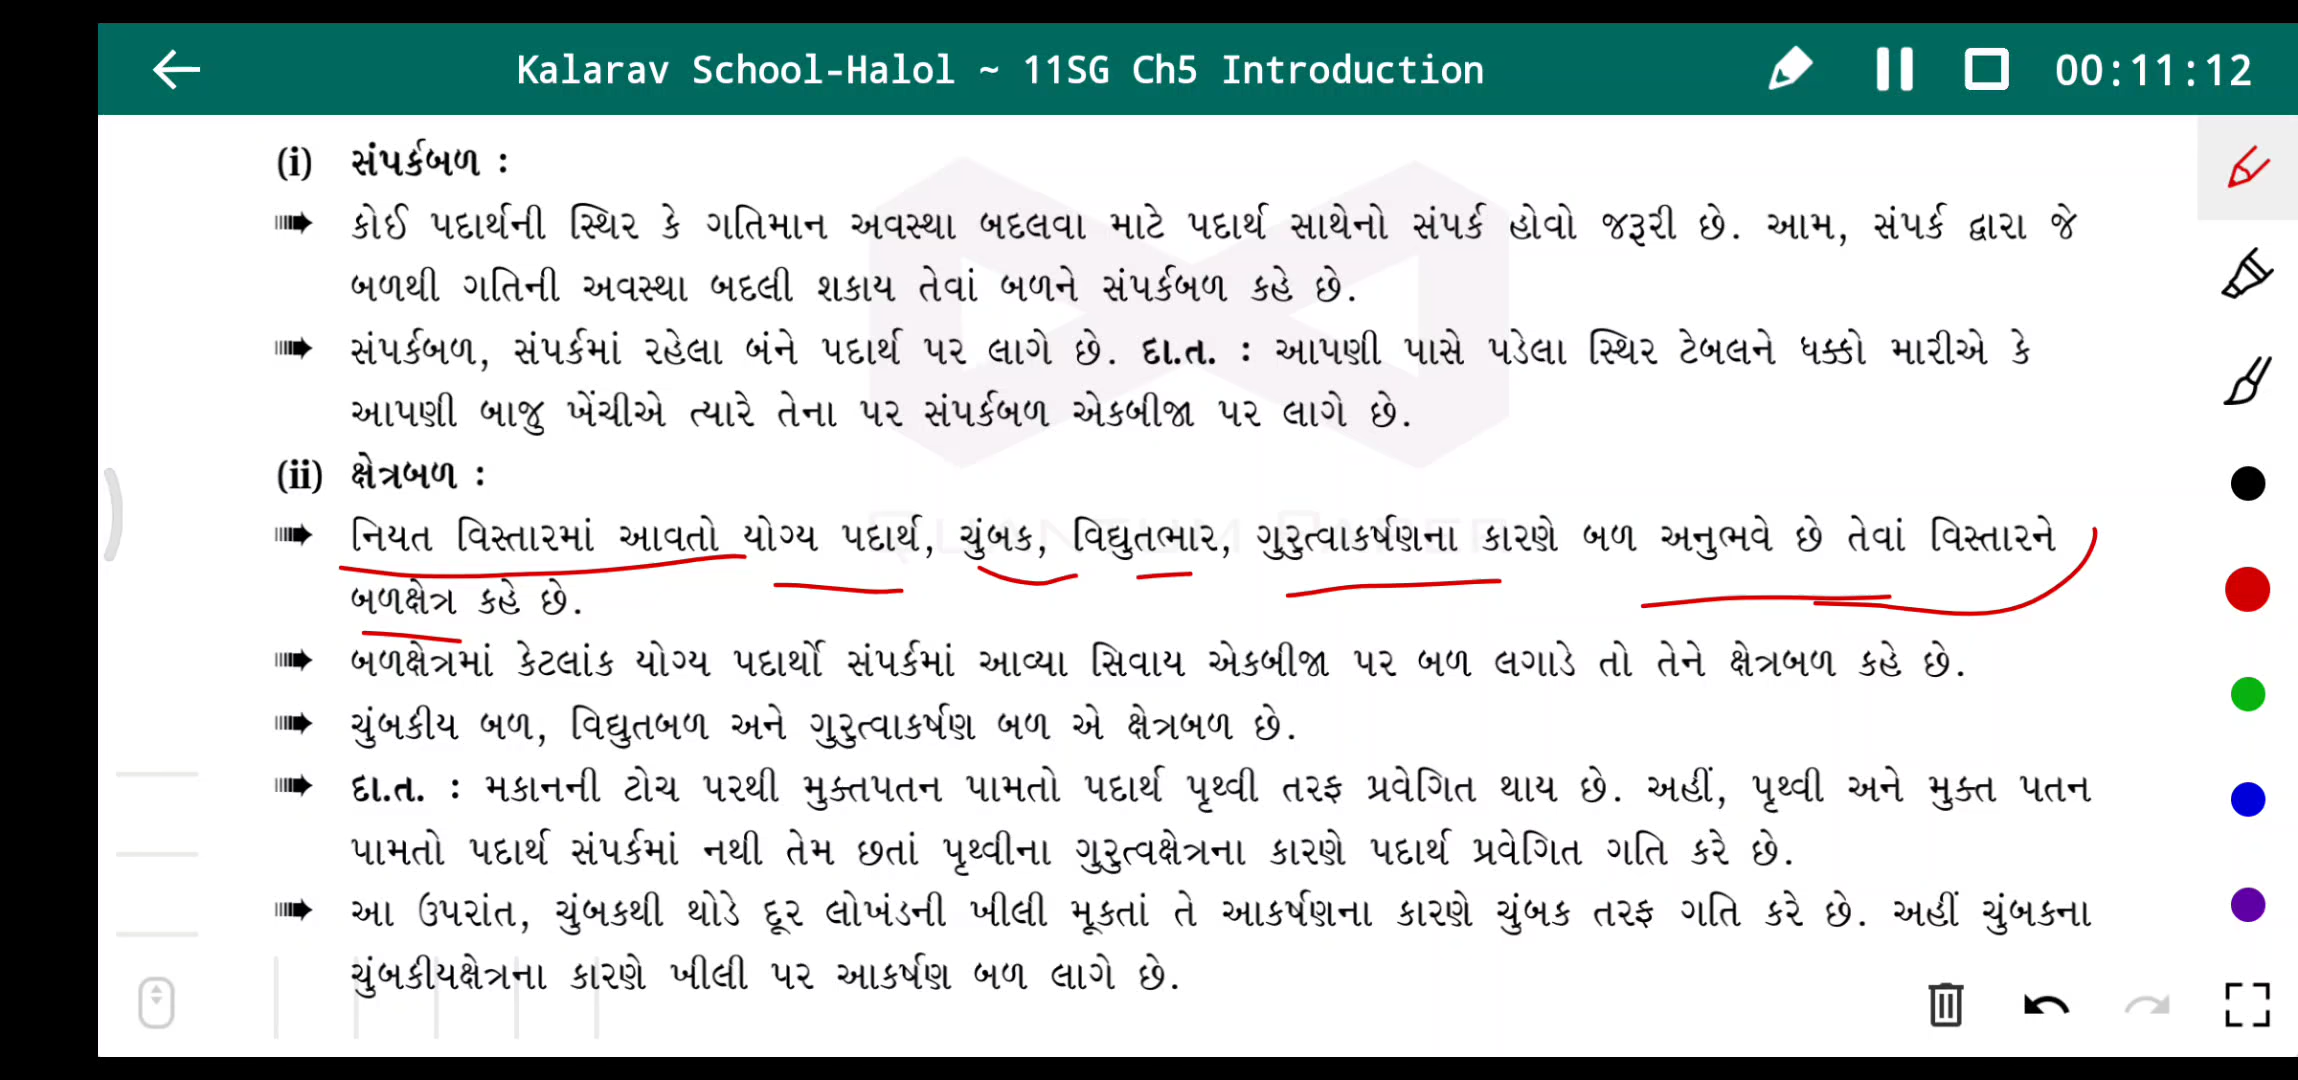 Kalarav School-Halol ~ 11SG Ch5 Introduction
00:11:12
(i) સંપર્કબળ :
કોઈ પદાર્થની સ્થિર કે ગતિમાન અવસ્થા બદલવા માટે પદાર્થ સાથેનો સંપર્ક હોવો જરૂરી છે. આમ, સંપર્ક દ્વારા જે
બળથી ગતિની અવસ્થા બદલી શકાય તેવાં બળને સંપર્કબળ કહે છે.
સંપર્કબળ, સંપર્કમાં રહેલા બંને પદાર્થ પર લાગે છે. દા.ત. : આપણી પાસે પડેલા સ્થિર ટેબલને ધક્કો મારીએ કે
આપણી બાજુ ખેંચીએ ત્યારે તેના પર સંપર્કબળ એકબીજા પર લાગે છે.
(ii) ક્ષેત્રબળ :
નિયત વિસ્તારમાં આવતો યોગ્ય પદાર્થ, ચુંબક, વિદ્યુતભાર, ગુરુત્વાકર્ષણના કારણે બળ અનુભવે છે તેવાં વિસ્તારને
બળક્ષેત્ર કહે છે.
QUANTUM PAPER
બળક્ષેત્રમાં કેટલાંક યોગ્ય પદાર્થો સંપર્કમાં આવ્યા સિવાય એકબીજા પર બળ લગાડે તો તેને ક્ષેત્રબળ કહે છે.
ચુંબકીય બળ, વિદ્યુતબળ અને ગુરુત્વાકર્ષણ બળ એ ક્ષેત્રબળ છે.
દા.ત. : મકાનની ટોચ પરથી મુક્તપતન પામતો પદાર્થ પૃથ્વી તરફ પ્રવેગિત થાય છે. અહીં, પૃથ્વી અને મુક્ત પતન
પામતો પદાર્થ સંપર્કમાં નથી તેમ છતાં પૃથ્વીના ગુરુત્વક્ષેત્રના કારણે પદાર્થ પ્રવેગિત ગતિ કરે છે.
આ ઉપરાંત, ચુંબકથી થોડે દૂર લોખંડની ખીલી મૂકતાં તે આકર્ષણના કારણે ચુંબક તરફ ગતિ કરે છે. અહીં ચુંબકના
ચુંબકીયક્ષેત્રના કારણે ખીલી પર આકર્ષણ બળ લાગે છે.